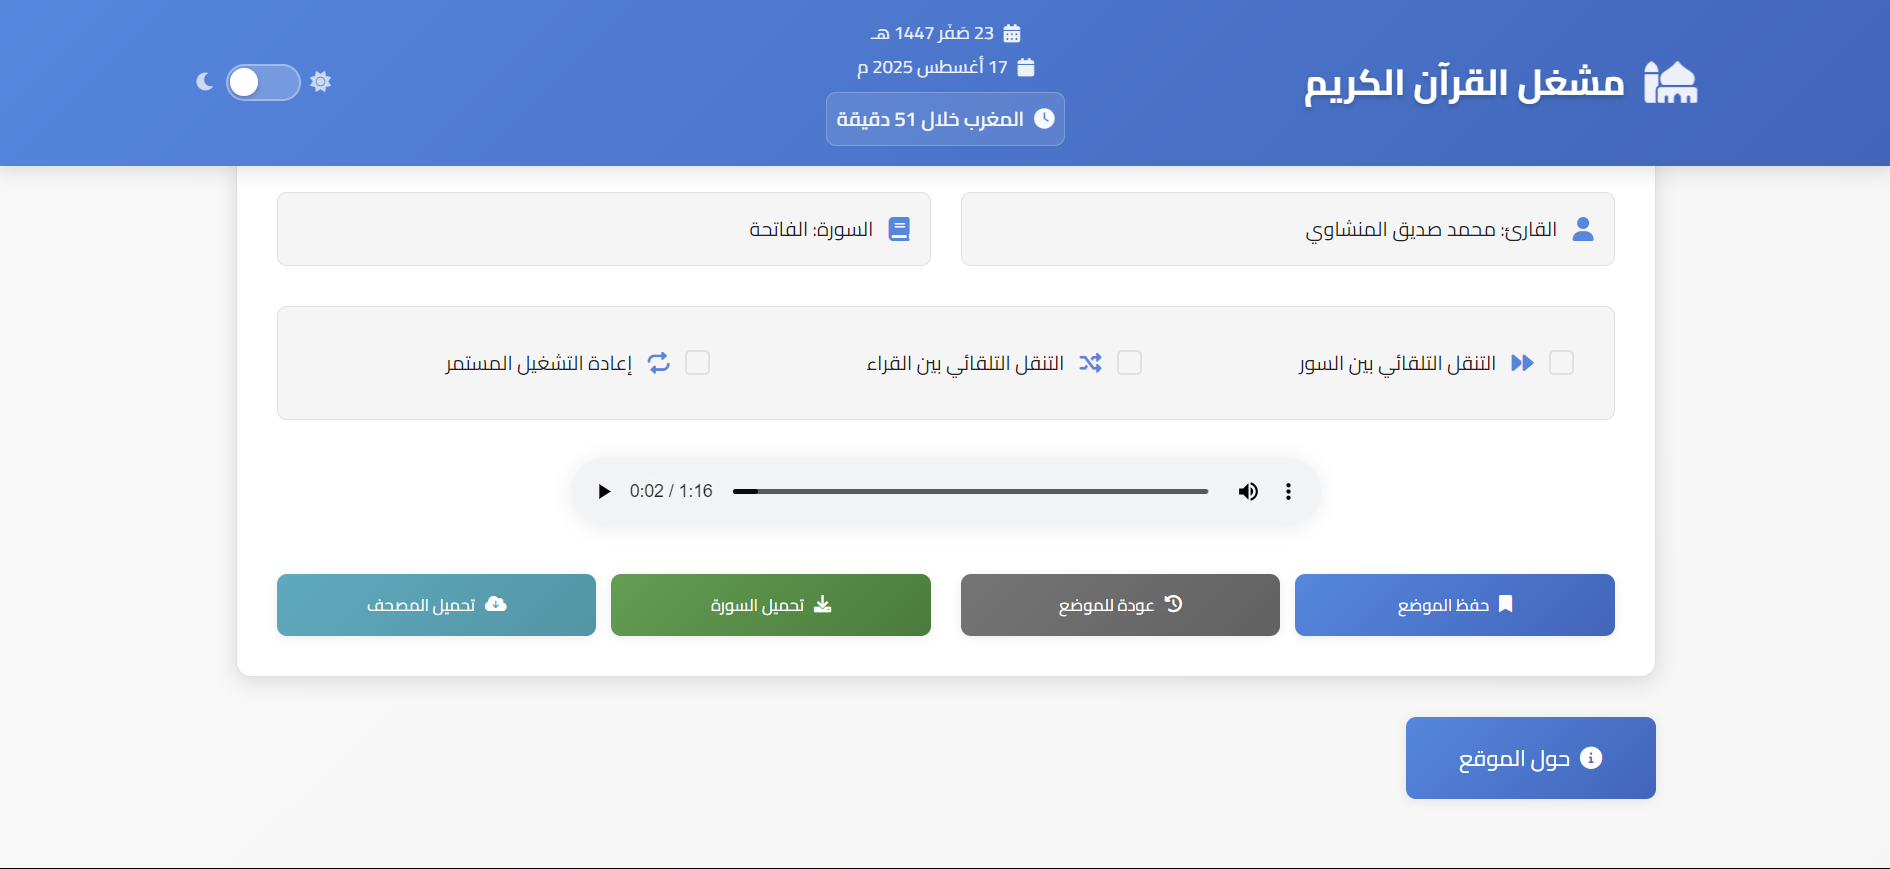 مشغل القرآن الكريم
23 صَفَر 1447 هـ
17 أغسطس 2025 م
المغرب خلال 51 دقيقة
القارئ: محمد صديق المنشاوي
السورة: الفاتحة
التنقل التلقائي بين السور
التنقل التلقائي بين القراء
إعادة التشغيل المستمر
0:02 / 1:16
حفظ الموضع
عودة للموضع
تحميل السورة
تحميل المصحف
حول الموقع